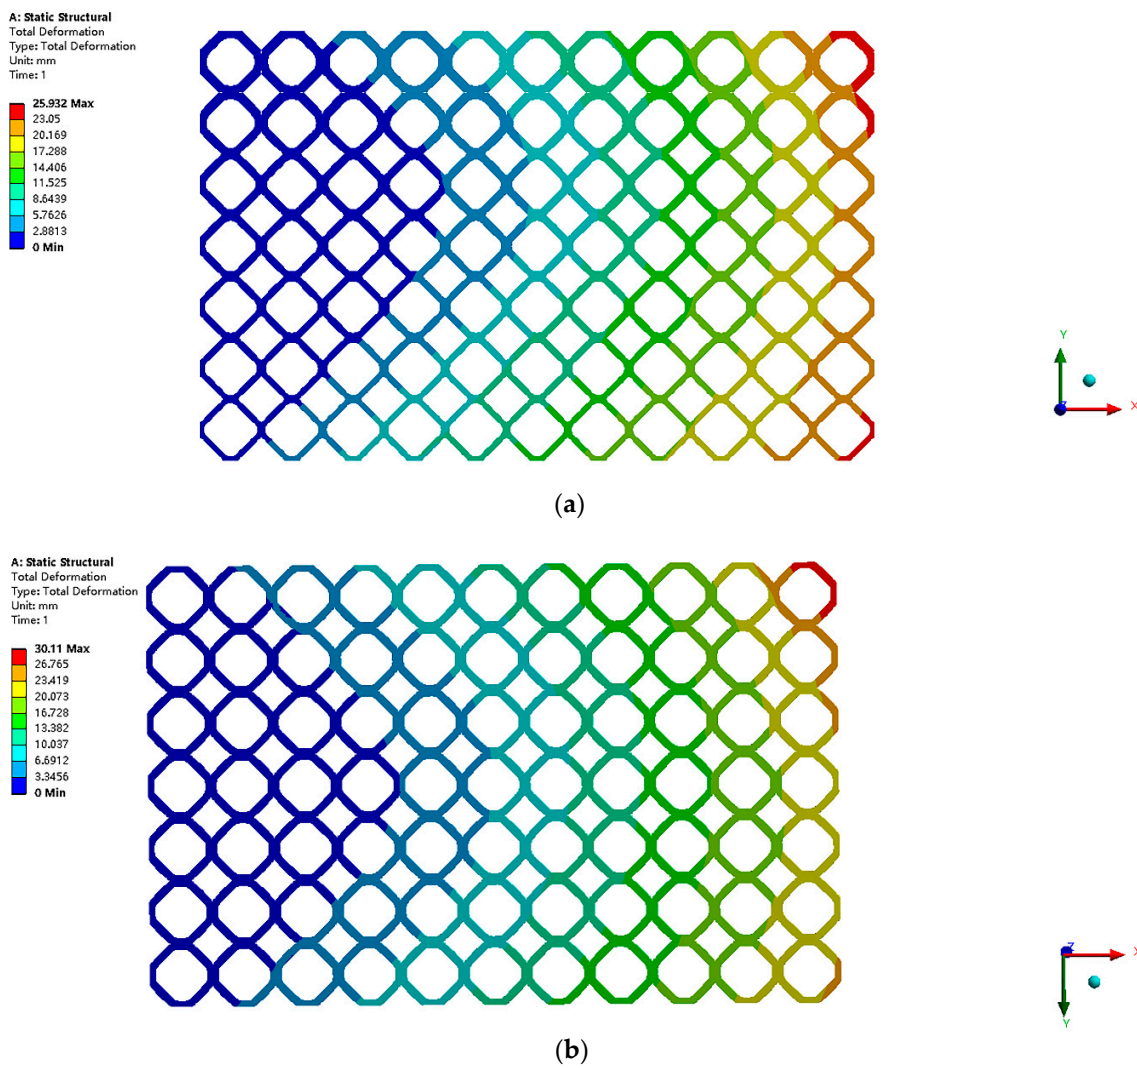 A: Static Structural
Total Deformation
Type: Total Deformation
Unit: mm
Time: 1
25.932 Max
23.05
20.169
17.288
14.406
11.525
8.6439
5.7626
2.8813
0 Min
Y
Z
X
(a)
A: Static Structural
Total Deformation
Type: Total Deformation
Unit: mm
Time: 1
30.11 Max
26.765
23.419
20.073
16.728
13.382
10.037
6.6912
3.3456
0 Min
Z
X
Y
(b)